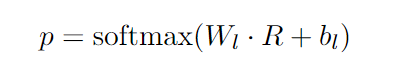 p = softmax(W_l · R + b_l)